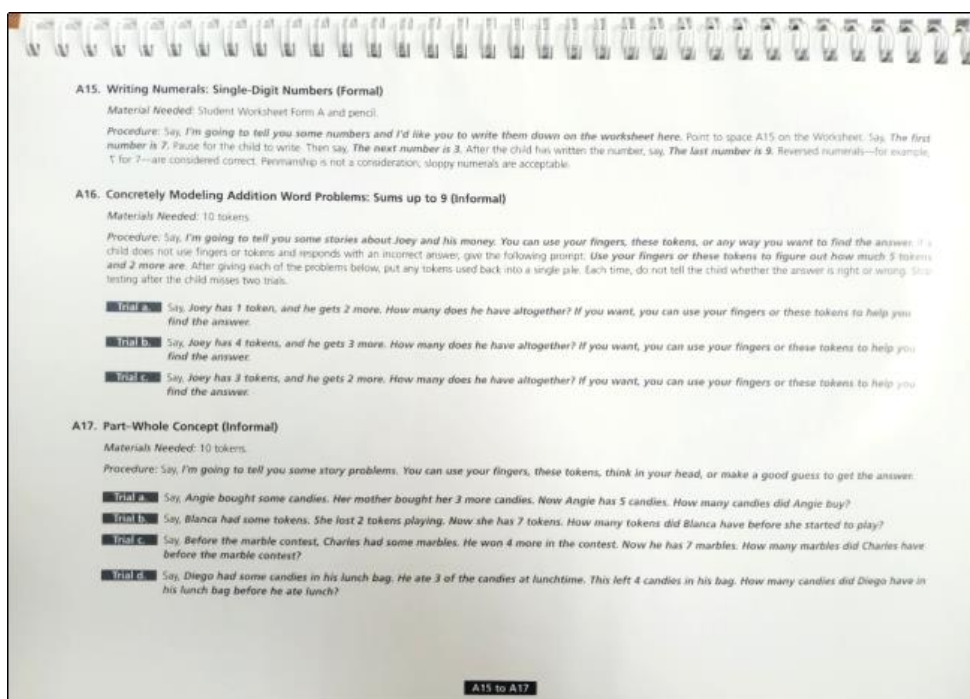 A15. Writing Numerals: Single-Digit Numbers (Formal)
Material Needed: Student Worksheet Form A and pencil.
Procedure: Say, I'm going to tell you some numbers and I'd like you to write them down on the worksheet here. Point to space A15 on the Worksheet. Say, The first
number is 7. Pause for the child to write. Then say, The next number is 3. After the child has written the number, say, The last number is 9. Reversed numerals—for example,
for 7—are considered correct. Penmanship is not a consideration; sloppy numerals are acceptable.
A16. Concretely Modeling Addition Word Problems: Sums up to 9 (Informal)
Materials Needed: 10 tokens.
Procedure: Say, I'm going to tell you some stories about Joey and his money. You can use your fingers, these tokens, or any way you want to find the answer. If a
child does not use fingers or tokens and responds with an incorrect answer, give the following prompt: Use your fingers or these tokens to figure out how much 5 tokens
and 2 more are. After giving each of the problems below, put any tokens used back into a single pile. Each time, do not tell the child whether the answer is right or wrong. Stop
testing after the child misses two trials.
Trial a. Say, Joey has 1 token, and he gets 2 more. How many does he have altogether? If you want, you can use your fingers or these tokens to help you
find the answer.
Trial b. Say, Joey has 4 tokens, and he gets 3 more. How many does he have altogether? If you want, you can use your fingers or these tokens to help you
find the answer.
Trial c. Say, Joey has 3 tokens, and he gets 2 more. How many does he have altogether? If you want, you can use your fingers or these tokens to help you
find the answer.
A17. Part–Whole Concept (Informal)
Materials Needed: 10 tokens.
Procedure: Say, I'm going to tell you some story problems. You can use your fingers, these tokens, think in your head, or make a good guess to get the answer.
Trial a. Say, Angie bought some candies. Her mother bought her 3 more candies. Now Angie has 5 candies. How many candies did Angie buy?
Trial b. Say, Blanca had some tokens. She lost 2 tokens playing. Now she has 7 tokens. How many tokens did Blanca have before she started to play?
Trial c. Say, Before the marble contest, Charles had some marbles. He won 4 more in the contest. Now he has 7 marbles. How many marbles did Charles have
before the marble contest?
Trial d. Say, Diego had some candies in his lunch bag. He ate 3 of the candies at lunchtime. This left 4 candies in his bag. How many candies did Diego have in
his lunch bag before he ate lunch?
A15 to A17